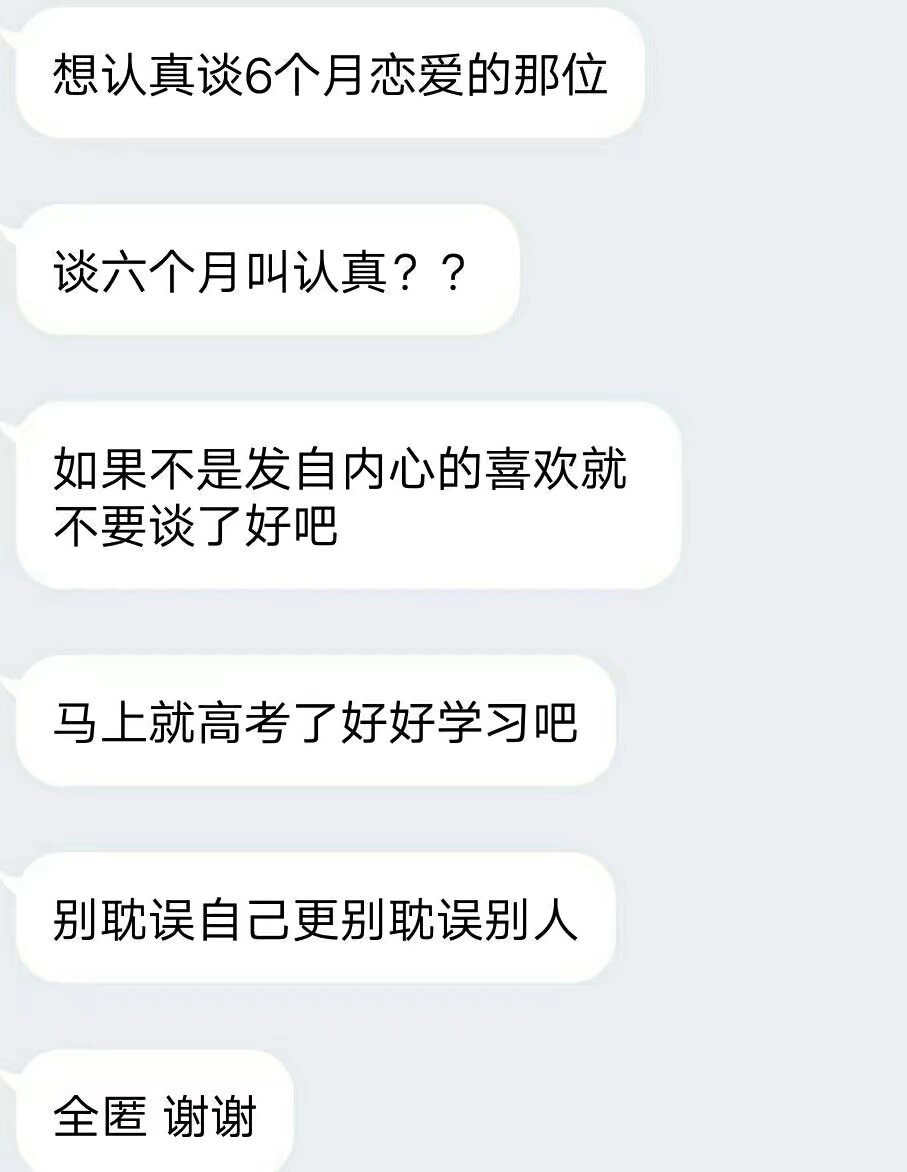 想认真谈6个月恋爱的那位
谈六个月叫认真？？
如果不是发自内心的喜欢就
不要谈了好吧
马上就高考了好好学习吧
别耽误自己更别耽误别人
全匿 谢谢